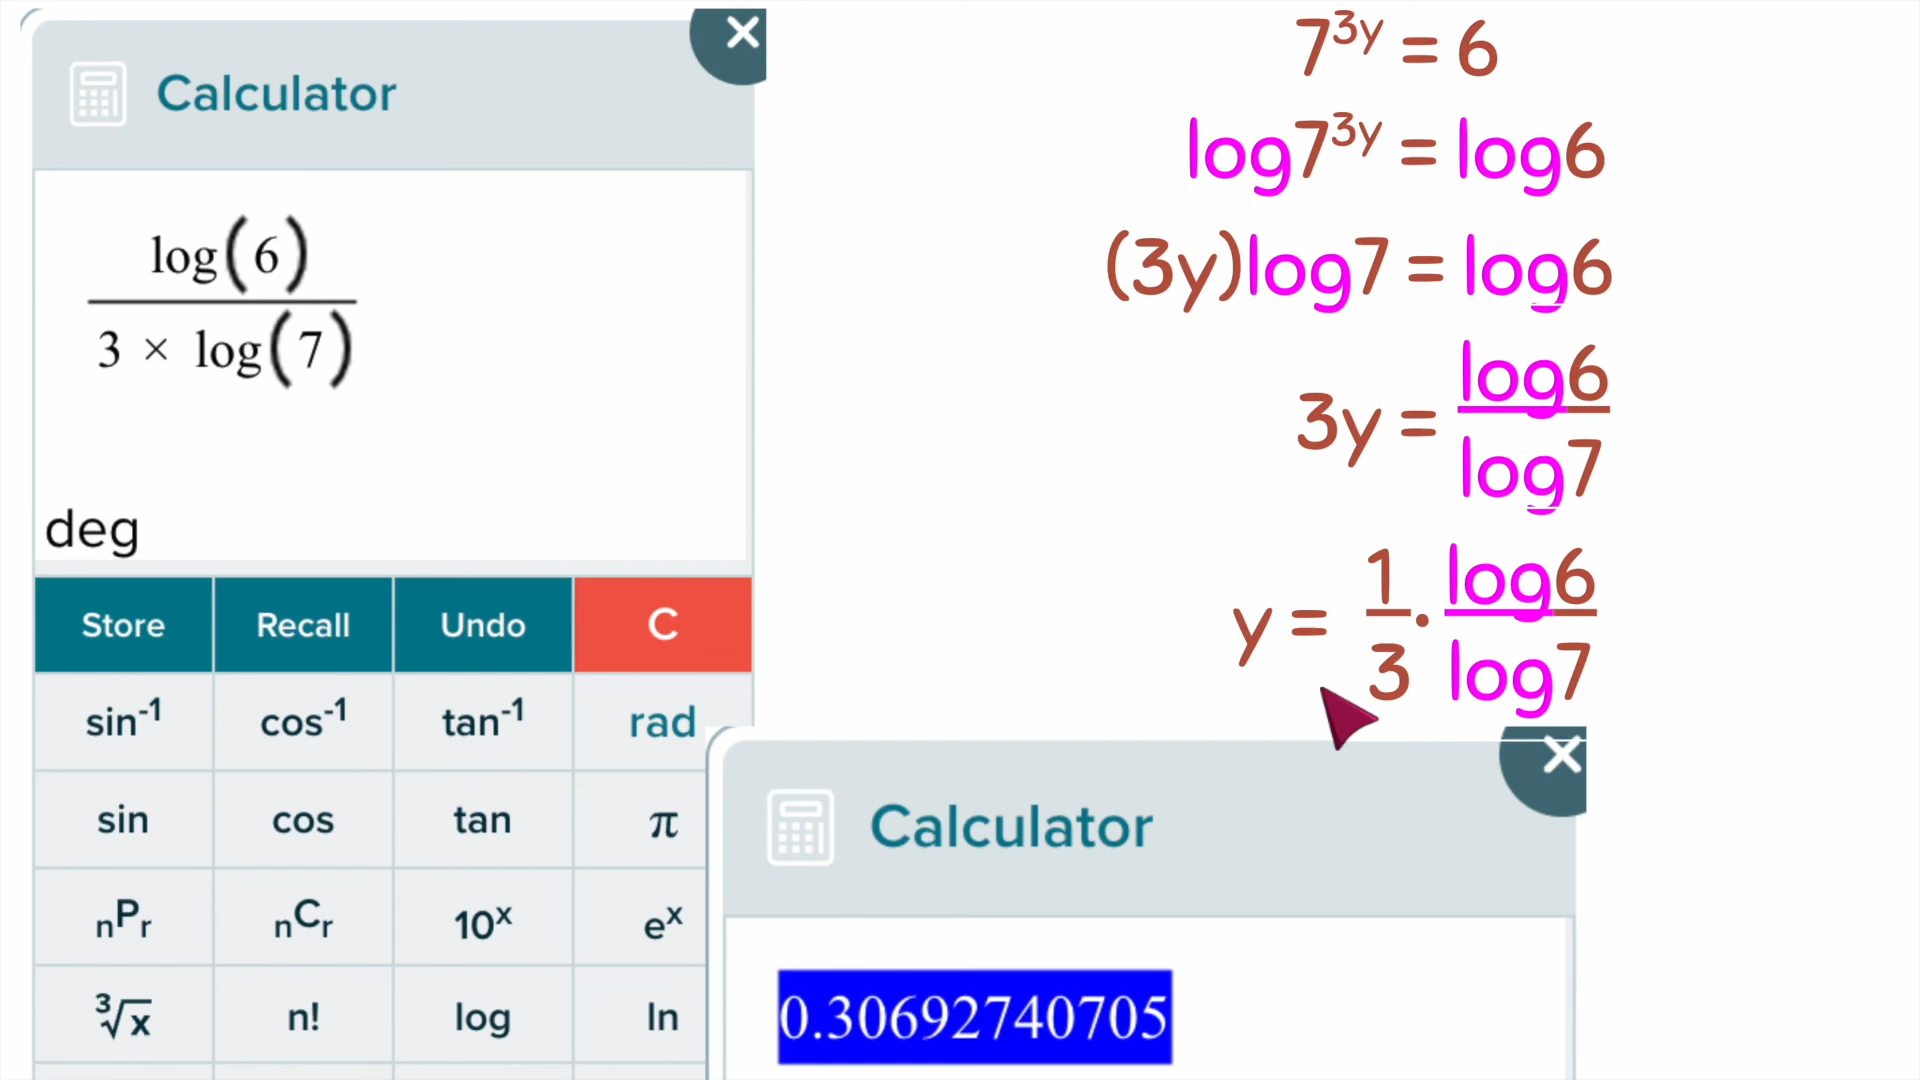 Calculator
log(6)
3 × log(7)
deg
Store Recall Undo C
sin⁻¹ cos⁻¹ tan⁻¹ rad
sin cos tan π
nPr nCr 10ˣ eˣ
³√x n! log ln
7³ʸ = 6
log7³ʸ = log6
(3y)log7 = log6
3y = log6/log7
y = 1/3 · log6/log7
Calculator
0.30692740705